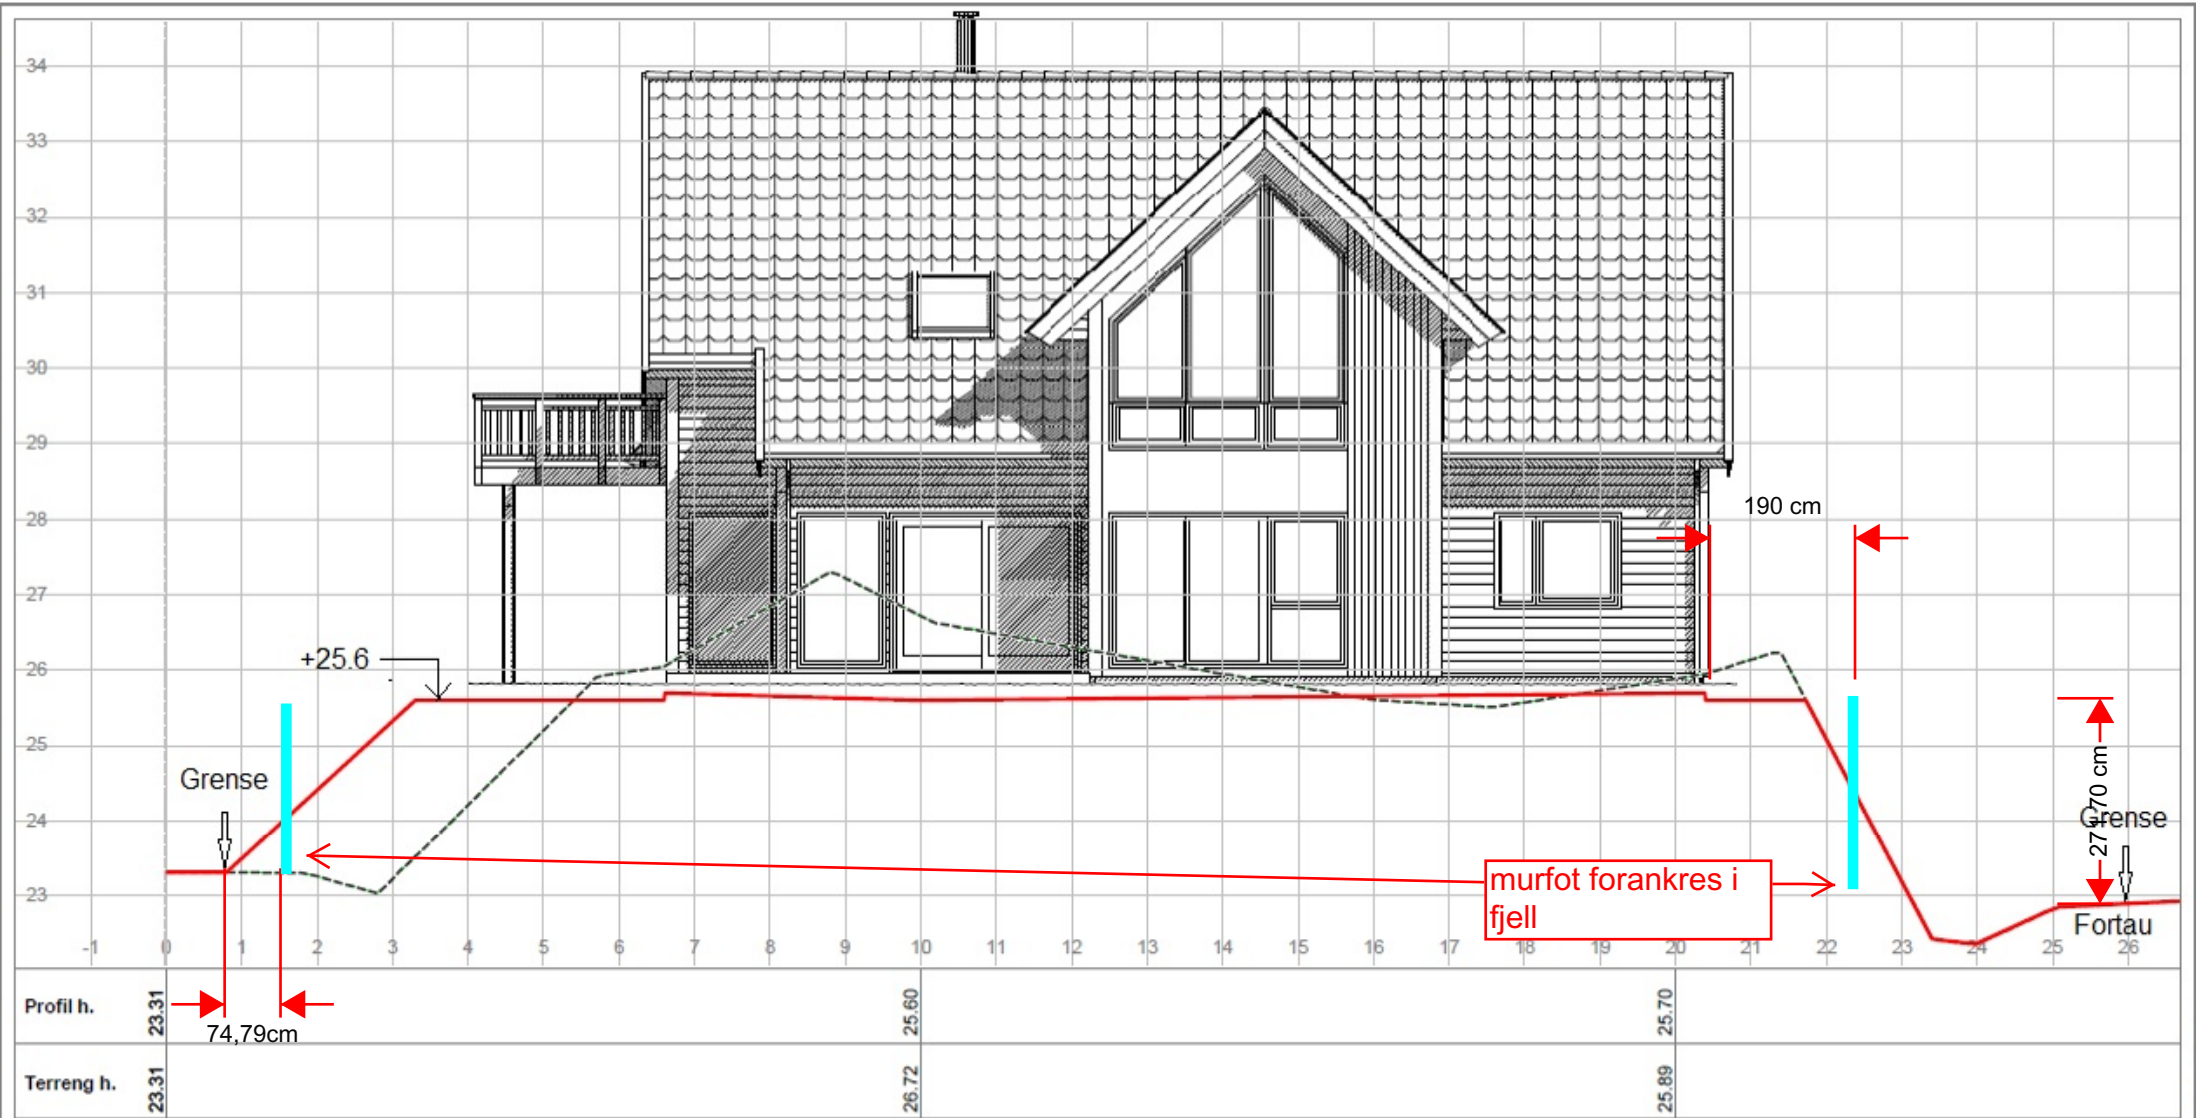 34
33
32
31
30
29
28
27
26
25
24
23
190 cm
+25.6
Grense
271,70 cm
Grense
murfot forankres i
fjell
Fortau
-1 0 1 2 3 4 5 6 7 8 9 10 11 12 13 14 15 16 17 18 19 20 21 22 23 24 25 26
Profil h. 23.31 25.60 25.70
74,79cm
Terreng h. 23.31 26.72 25.89